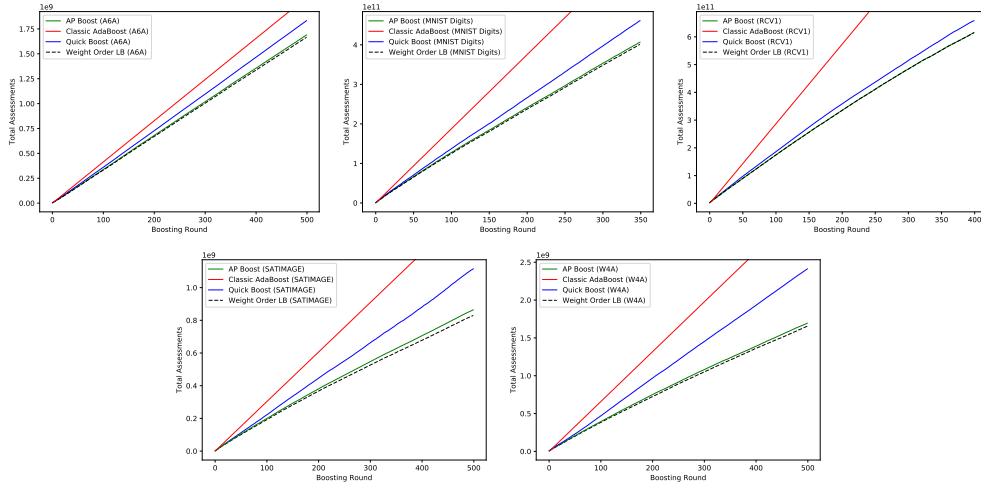 1e9
AP Boost (A6A)
Classic AdaBoost (A6A)
Quick Boost (A6A)
Weight Order LB (A6A)
Total Assessments
1.75
1.50
1.25
1.00
0.75
0.50
0.25
0.00
0 100 200 300 400 500
Boosting Round
1e11
AP Boost (MNIST Digits)
Classic AdaBoost (MNIST Digits)
Quick Boost (MNIST Digits)
Weight Order LB (MNIST Digits)
Total Assessments
4
3
2
1
0
0 50 100 150 200 250 300 350
Boosting Round
1e11
AP Boost (RCV1)
Classic AdaBoost (RCV1)
Quick Boost (RCV1)
Weight Order LB (RCV1)
Total Assessments
6
5
4
3
2
1
0
0 50 100 150 200 250 300 350 400
Boosting Round
1e9
AP Boost (SATIMAGE)
Classic AdaBoost (SATIMAGE)
Quick Boost (SATIMAGE)
Weight Order LB (SATIMAGE)
Total Assessments
1.0
0.8
0.6
0.4
0.2
0.0
0 100 200 300 400 500
Boosting Round
1e9
AP Boost (W4A)
Classic AdaBoost (W4A)
Quick Boost (W4A)
Weight Order LB (W4A)
Total Assessments
2.5
2.0
1.5
1.0
0.5
0.0
0 100 200 300 400 500
Boosting Round